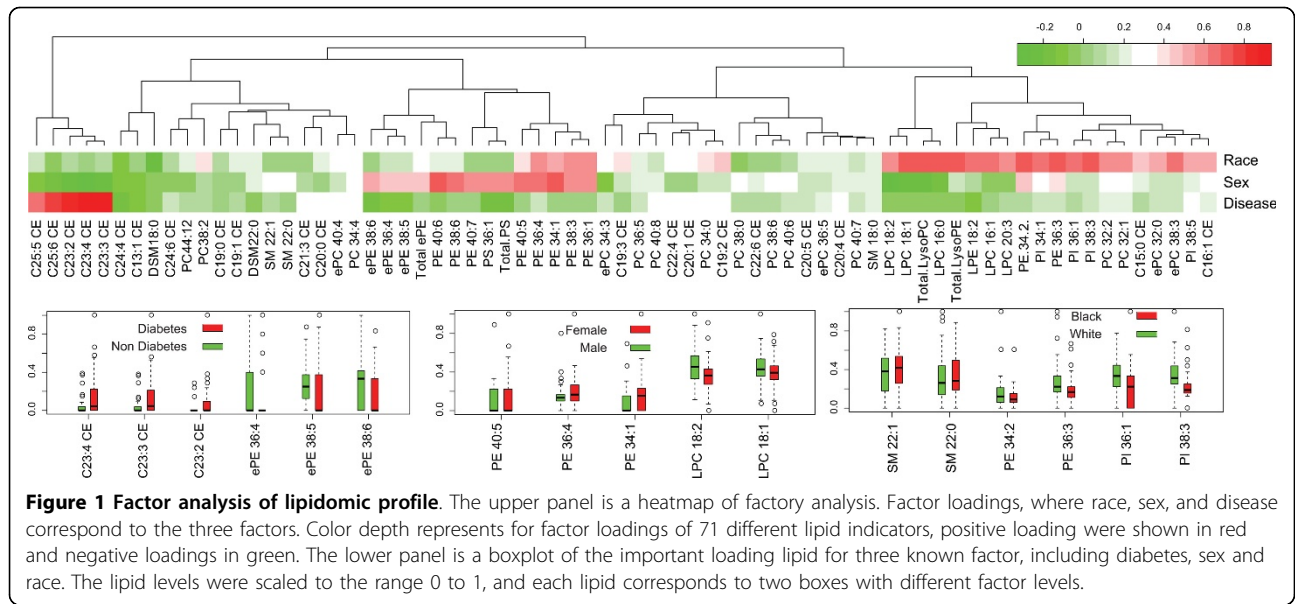 -0.2 0 0.2 0.4 0.6 0.8
Race
Sex
Disease
C25:5 CE
C25:6 CE
C23:2 CE
C23:4 CE
C23:3 CE
C24:4 CE
C13:1 CE
DSM18:0
C24:6 CE
PC44:12
PC38:2
C19:0 CE
C19:1 CE
DSM22:0
SM 22:1
SM 22:0
C21:3 CE
C20:0 CE
ePC 40:4
PC 44:4
ePE 38:6
ePE 36:4
ePE 38:5
Total ePE
PE 40:6
PE 38:6
PE 40:7
PS 36:1
Total.PS
PE 40:5
PE 36:4
PE 34:1
PE 38:3
PE 36:1
ePC 34:3
C19:3 CE
PC 36:5
PC 40:8
C22:4 CE
C20:1 CE
PC 34:0
C19:2 CE
PC 38:0
C22:6 CE
PC 38:6
PC 40:6
C20:5 CE
ePC 36:5
C20:4 CE
PC 40:7
SM 18:0
LPC 18:2
LPC 18:1
Total.LysoPC
LPC 16:0
Total.LysoPE
LPE 18:2
LPC 16:1
LPC 20:3
PE.34.2.
PI 34:1
PE 36:3
PI 36:1
PI 38:3
PC 32:2
PC 32:1
C15:0 CE
ePC 32:0
ePC 38:3
PI 38:5
C16:1 CE
Diabetes
Non Diabetes
0.8
0.4
0.0
C23:4 CE
C23:3 CE
C23:2 CE
ePE 36:4
ePE 38:5
ePE 38:6
Female
Male
0.8
0.4
0.0
PE 40:5
PE 36:4
PE 34:1
LPC 18:2
LPC 18:1
Black
White
0.8
0.4
0.0
SM 22:1
SM 22:0
PE 34:2
PE 36:3
PI 36:1
PI 38:3
Figure 1 Factor analysis of lipidomic profile. The upper panel is a heatmap of factory analysis. Factor loadings, where race, sex, and disease
correspond to the three factors. Color depth represents for factor loadings of 71 different lipid indicators, positive loading were shown in red
and negative loadings in green. The lower panel is a boxplot of the important loading lipid for three known factor, including diabetes, sex and
race. The lipid levels were scaled to the range 0 to 1, and each lipid corresponds to two boxes with different factor levels.